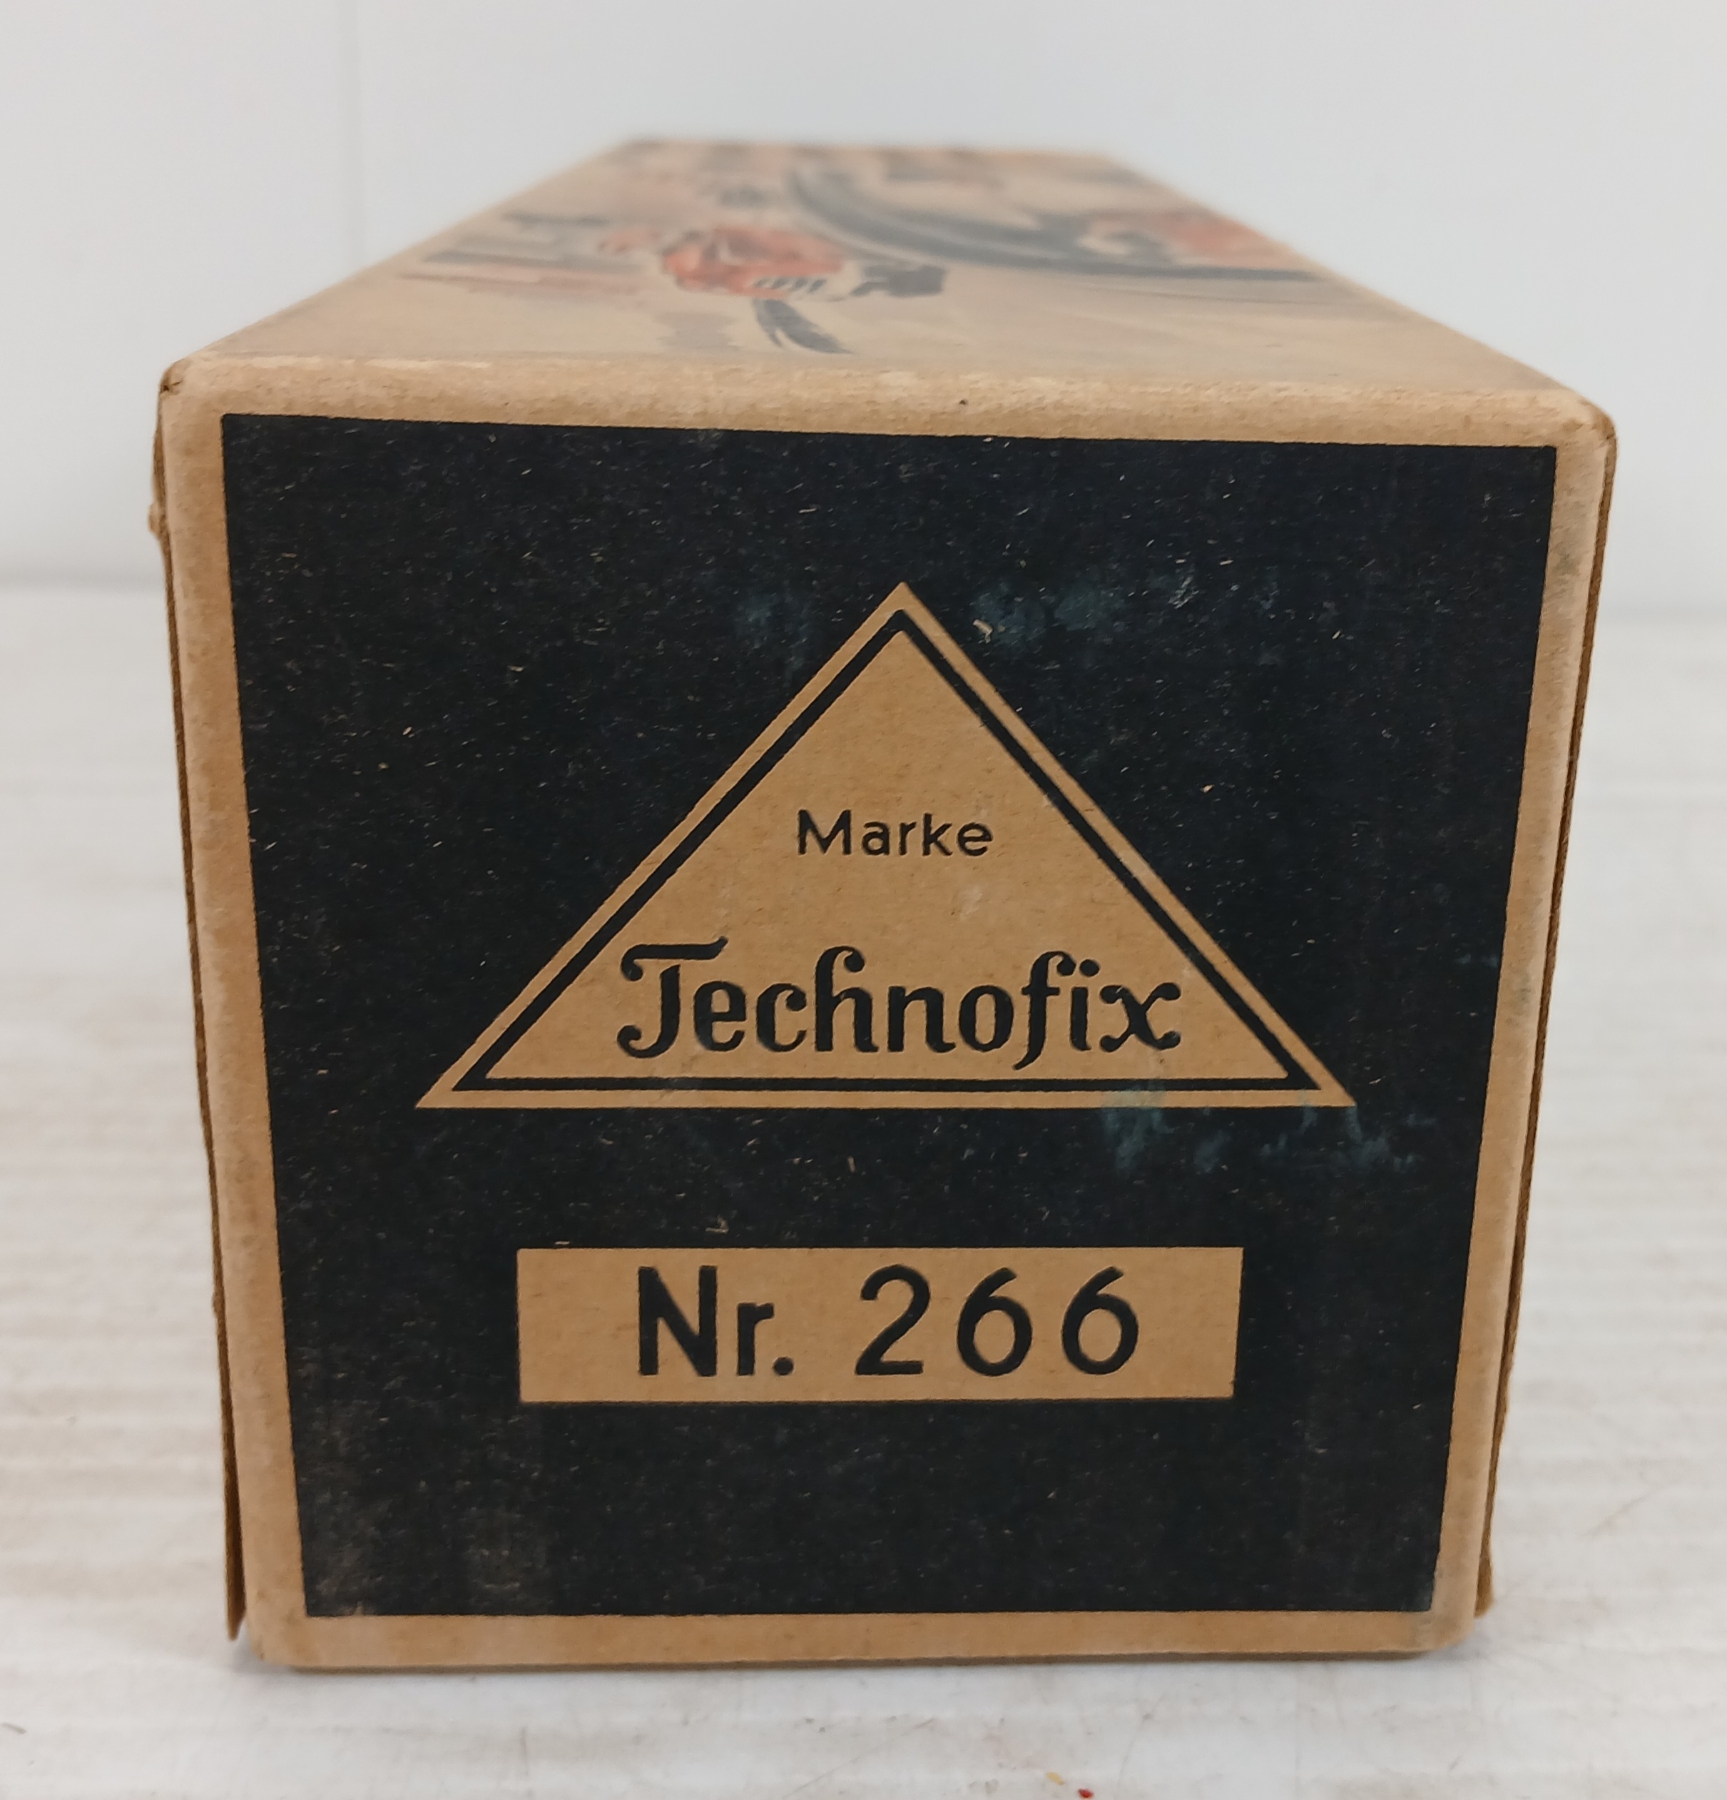 Marke
Technofix
Nr. 266